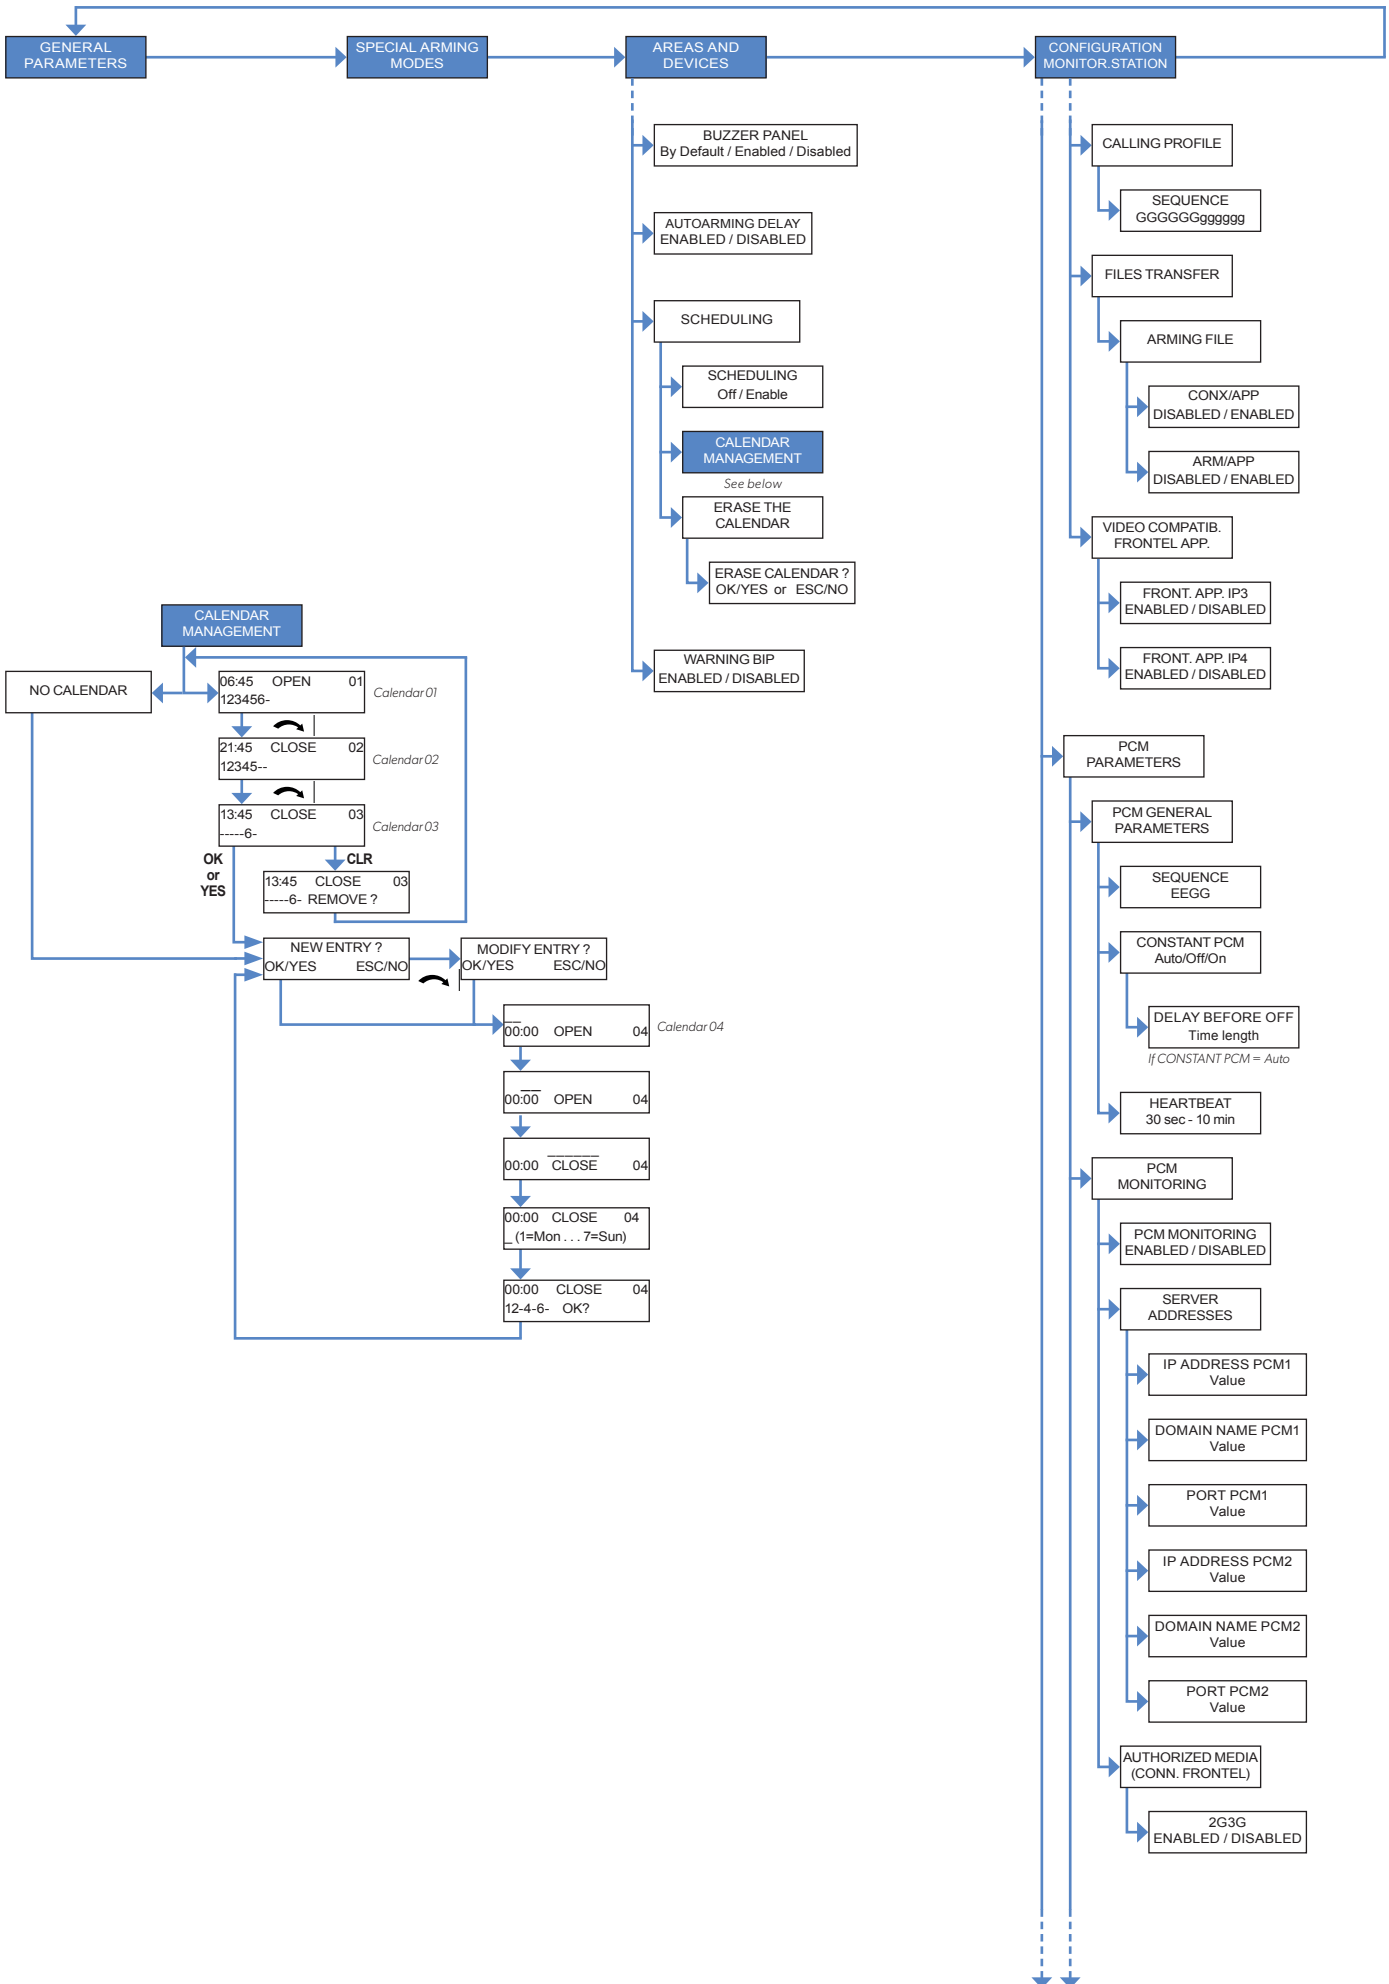 GENERAL
PARAMETERS
SPECIAL ARMING
MODES
AREAS AND
DEVICES
CONFIGURATION
MONITOR.STATION
BUZZER PANEL
By Default / Enabled / Disabled
AUTOARMING DELAY
ENABLED / DISABLED
SCHEDULING
SCHEDULING
Off / Enable
CALENDAR
MANAGEMENT
See below
ERASE THE
CALENDAR
ERASE CALENDAR ?
OK/YES or ESC/NO
WARNING BIP
ENABLED / DISABLED
CALENDAR
MANAGEMENT
NO CALENDAR
06:45 OPEN 01
123456-
Calendar 01
21:45 CLOSE 02
12345--
Calendar 02
13:45 CLOSE 03
-----6-
Calendar 03
OK
or
YES
CLR
13:45 CLOSE 03
-----6- REMOVE ?
NEW ENTRY ?
OK/YES ESC/NO
MODIFY ENTRY ?
OK/YES ESC/NO
__
00:00 OPEN 04
Calendar 04
__
00:00 OPEN 04
______
00:00 CLOSE 04
00:00 CLOSE 04
_ (1=Mon . . . 7=Sun)
00:00 CLOSE 04
12-4-6- OK?
CALLING PROFILE
SEQUENCE
GGGGGGgggggg
FILES TRANSFER
ARMING FILE
CONX/APP
DISABLED / ENABLED
ARM/APP
DISABLED / ENABLED
VIDEO COMPATIB.
FRONTEL APP.
FRONT. APP. IP3
ENABLED / DISABLED
FRONT. APP. IP4
ENABLED / DISABLED
PCM
PARAMETERS
PCM GENERAL
PARAMETERS
SEQUENCE
EEGG
CONSTANT PCM
Auto/Off/On
DELAY BEFORE OFF
Time length
If CONSTANT PCM = Auto
HEARTBEAT
30 sec - 10 min
PCM
MONITORING
PCM MONITORING
ENABLED / DISABLED
SERVER
ADDRESSES
IP ADDRESS PCM1
Value
DOMAIN NAME PCM1
Value
PORT PCM1
Value
IP ADDRESS PCM2
Value
DOMAIN NAME PCM2
Value
PORT PCM2
Value
AUTHORIZED MEDIA
(CONN. FRONTEL)
2G3G
ENABLED / DISABLED